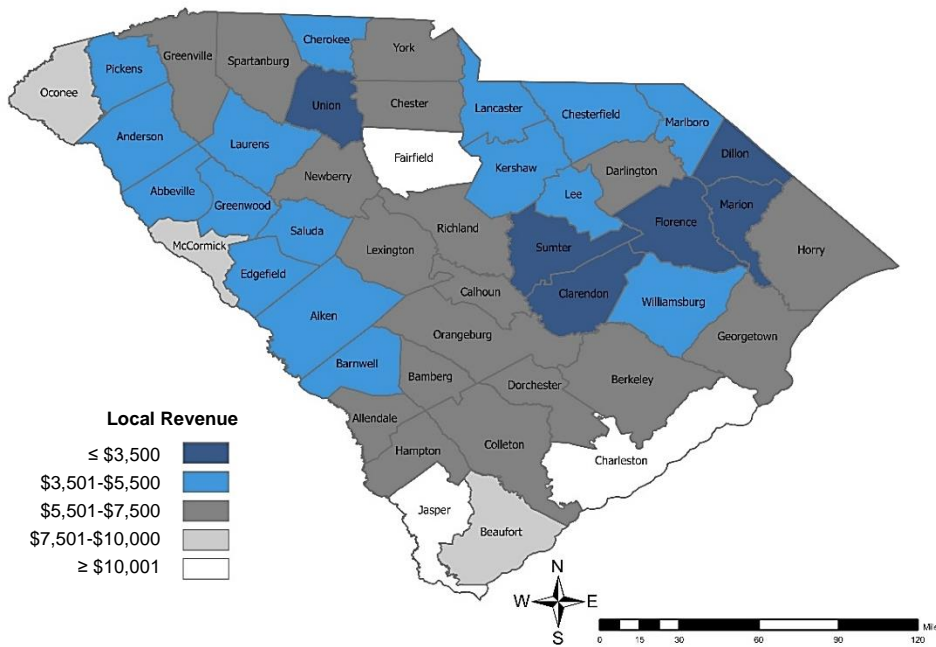 Cherokee
York
Greenville
Spartanburg
Pickens
Oconee
Union
Chester
Lancaster
Chesterfield
Marlboro
Anderson
Laurens
Dillon
Fairfield
Kershaw
Darlington
Newberry
Abbeville
Lee
Marion
Greenwood
Florence
Richland
Saluda
McCormick
Lexington
Sumter
Horry
Edgefield
Calhoun
Clarendon
Williamsburg
Aiken
Orangeburg
Georgetown
Barnwell
Bamberg
Dorchester
Berkeley
Allendale
Colleton
Hampton
Charleston
Jasper
Beaufort
Local Revenue
≤ $3,500
$3,501-$5,500
$5,501-$7,500
$7,501-$10,000
≥ $10,001
N
W E
S
Mile
0 15 30 60 90 120